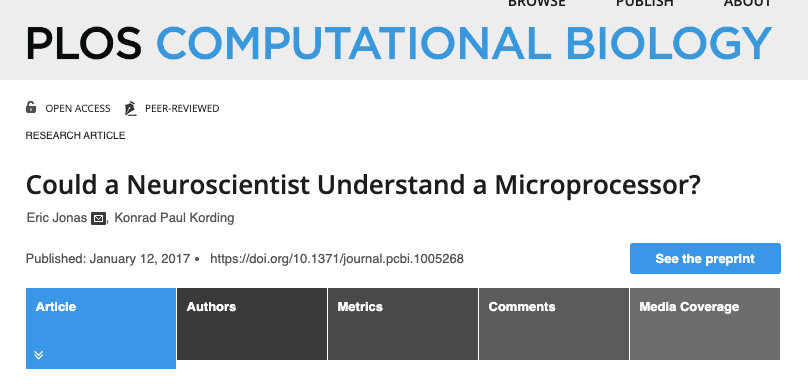 BROWSE PUBLISH ABOUT
PLOS COMPUTATIONAL BIOLOGY
OPEN ACCESS PEER-REVIEWED
RESEARCH ARTICLE
Could a Neuroscientist Understand a Microprocessor?
Eric Jonas , Konrad Paul Kording
Published: January 12, 2017 • https://doi.org/10.1371/journal.pcbi.1005268
See the preprint
Article Authors Metrics Comments Media Coverage